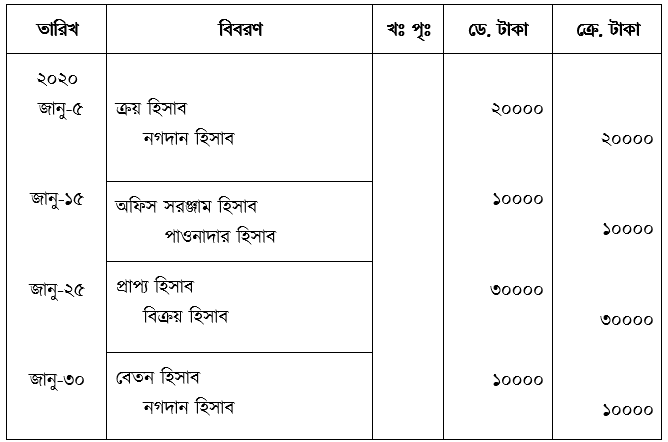 তারিখ বিবরণ খঃ পৃঃ ডে. টাকা ক্রে. টাকা
২০২০
জানু-৫ ক্রয় হিসাব ২০০০০
নগদান হিসাব ২০০০০
জানু-১৫ অফিস সরঞ্জাম হিসাব ১০০০০
পাওনাদার হিসাব ১০০০০
জানু-২৫ প্রাপ্য হিসাব ৩০০০০
বিক্রয় হিসাব ৩০০০০
জানু-৩০ বেতন হিসাব ১০০০০
নগদান হিসাব ১০০০০